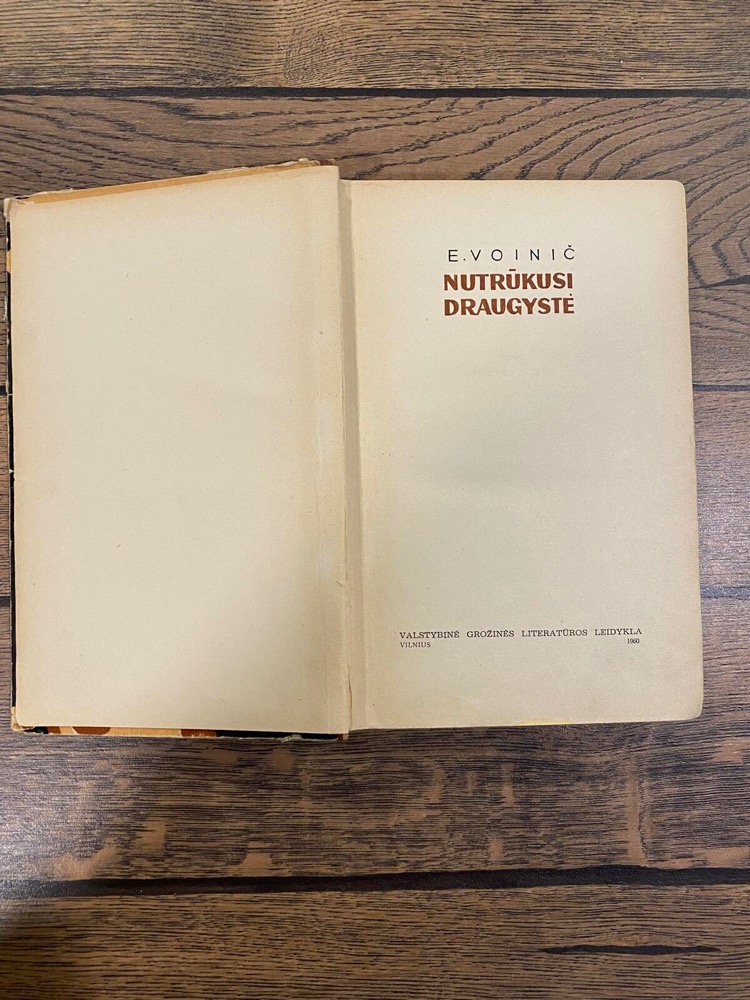 E. VOINIČ
NUTRŪKUSI
DRAUGYSTĖ
VALSTYBINĖ GROŽINĖS LITERATŪROS LEIDYKLA
VILNIUS 1960